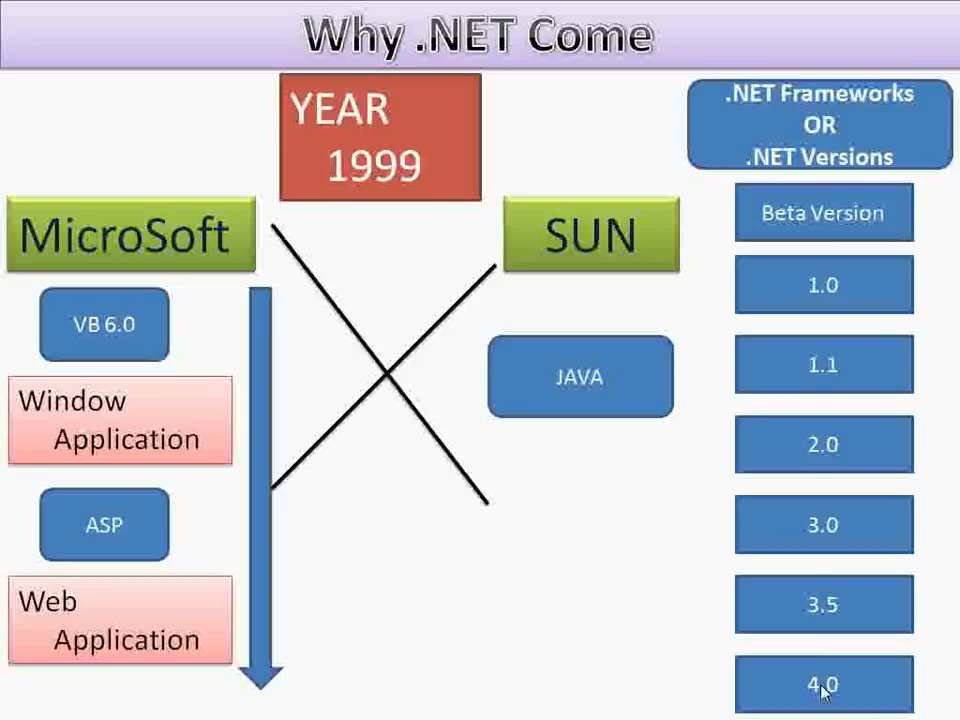 Why .NET Come
YEAR
1999
MicroSoft
SUN
VB 6.0
Window
Application
ASP
Web
Application
JAVA
.NET Frameworks
OR
.NET Versions
Beta Version
1.0
1.1
2.0
3.0
3.5
4.0